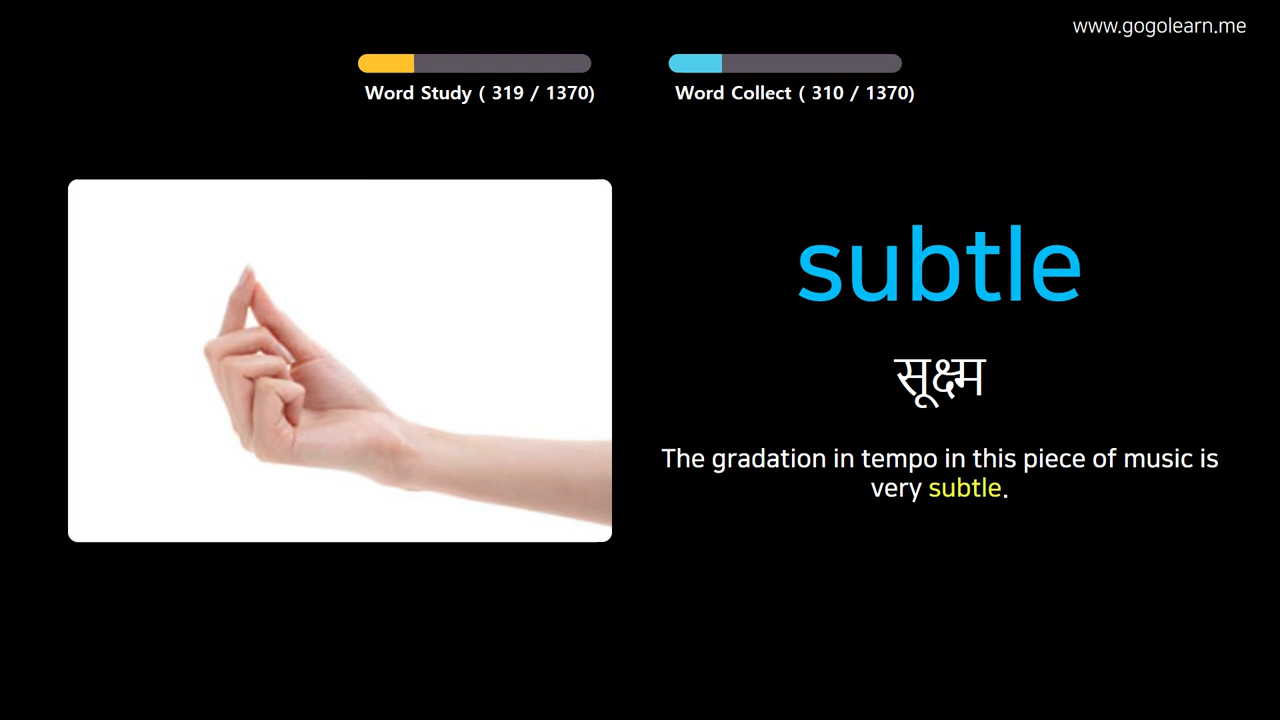 www.gogolearn.me
Word Study ( 319 / 1370)
Word Collect ( 310 / 1370)
subtle
सूक्ष्म
The gradation in tempo in this piece of music is
very subtle.